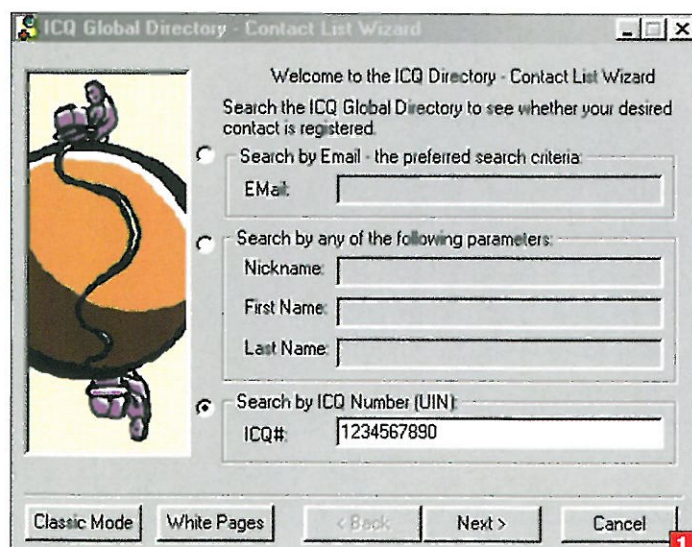 ICQ Global Directory - Contact List Wizard
Welcome to the ICQ Directory - Contact List Wizard
Search the ICQ Global Directory to see whether your desired
contact is registered.
Search by Email - the preferred search criteria:
EMail:
Search by any of the following parameters:
Nickname:
First Name:
Last Name:
Search by ICQ Number (UIN):
ICQ#: 1234567890
Classic Mode White Pages < Back Next > Cancel
1